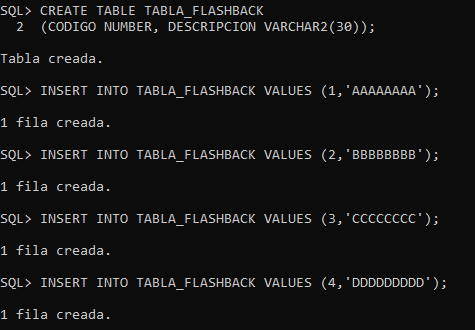 SQL> CREATE TABLE TABLA_FLASHBACK
  2  (CODIGO NUMBER, DESCRIPCION VARCHAR2(30));
Tabla creada.
SQL> INSERT INTO TABLA_FLASHBACK VALUES (1,'AAAAAAAA');
1 fila creada.
SQL> INSERT INTO TABLA_FLASHBACK VALUES (2,'BBBBBBBB');
1 fila creada.
SQL> INSERT INTO TABLA_FLASHBACK VALUES (3,'CCCCCCCC');
1 fila creada.
SQL> INSERT INTO TABLA_FLASHBACK VALUES (4,'DDDDDDDDD');
1 fila creada.